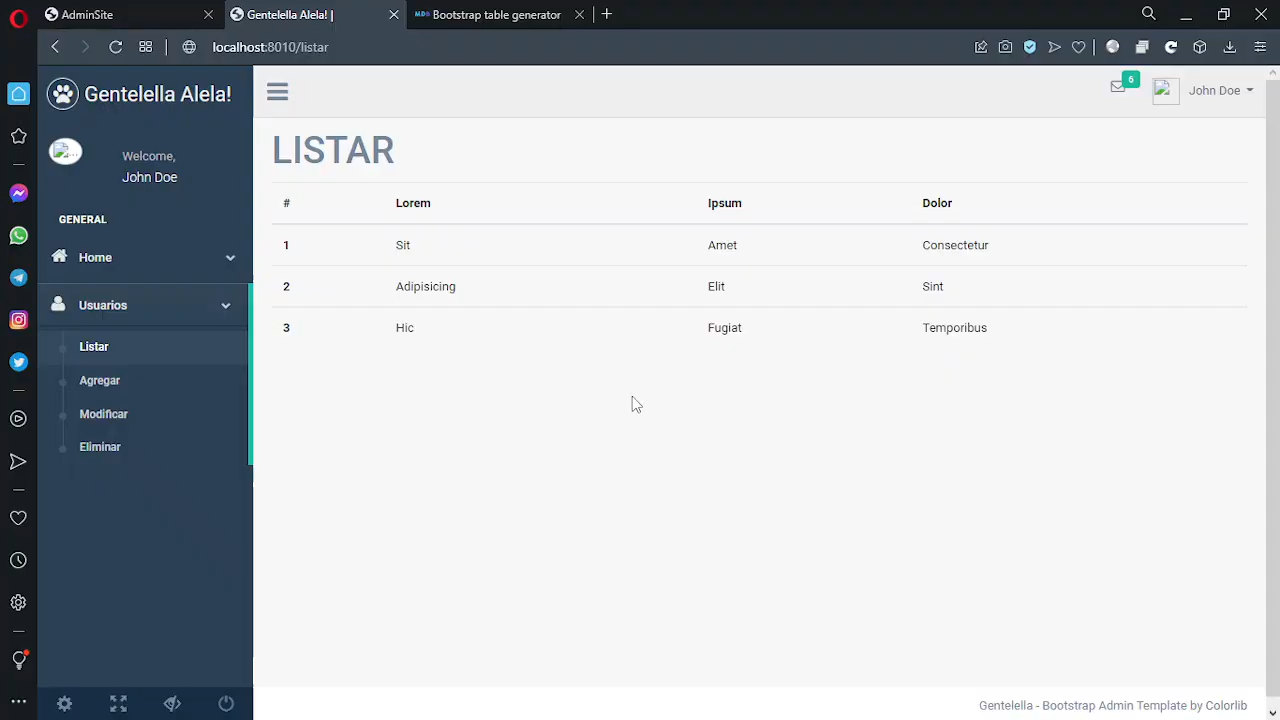 AdminSite
Gentelella Alela! |
MDB Bootstrap table generator
localhost:8010/listar
Gentelella Alela!
6
John Doe
Welcome,
John Doe
LISTAR
GENERAL
# Lorem Ipsum Dolor
Home
1 Sit Amet Consectetur
2 Adipisicing Elit Sint
Usuarios
3 Hic Fugiat Temporibus
Listar
Agregar
Modificar
Eliminar
Gentelella - Bootstrap Admin Template by Colorlib